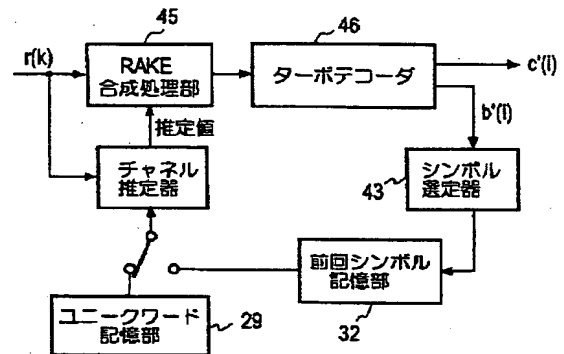 45
46
r(k)
RAKE
合成処理部
ターボデコーダ
c'(i)
b'(i)
推定値
チャネル
推定器
シンボル
選定器
43
前回シンボル
記憶部
32
ユニークワード
記憶部
29